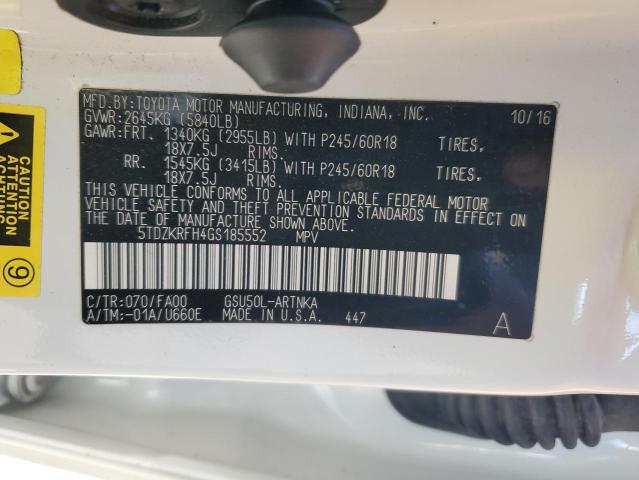 MFD.BY:TOYOTA MOTOR MANUFACTURING, INDIANA, INC. 10/16
GVWR:2645KG (5840LB)
GAWR:FRT. 1340KG (2955LB) WITH P245/60R18 TIRES,
18X7.5J RIMS.
RR. 1545KG (3415LB) WITH P245/60R18 TIRES,
18X7.5J RIMS.
THIS VEHICLE CONFORMS TO ALL APPLICABLE FEDERAL MOTOR
VEHICLE SAFETY AND THEFT PREVENTION STANDARDS IN EFFECT ON
THE DATE OF MANUFACTURE SHOWN ABOVE.
5TDZKRFH4GS185552 MPV
C/TR:070/FA00 GSU50L-ARTNKA
A/TM:-01A/U660E MADE IN U.S.A. 447 A
9